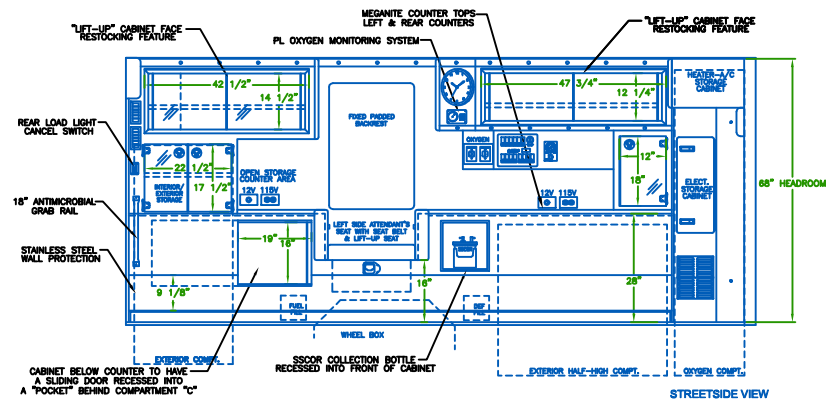 "LIFT-UP" CABINET FACE
RESTOCKING FEATURE
MEGANITE COUNTER TOPS
LEFT & REAR COUNTERS
PL OXYGEN MONITORING SYSTEM
"LIFT-UP" CABINET FACE
RESTOCKING FEATURE
42 1/2"
14 1/2"
47 3/4"
12 1/4"
HEATER-A/C
STORAGE
CABINET
FIXED PADDED
BACKREST
REAR LOAD LIGHT
CANCEL SWITCH
OXYGEN
22 1/2"
17 1/2"
INTERIOR/
EXTERIOR
STORAGE
OPEN STORAGE
COUNTER AREA
12V 115V
12V 115V
12"
18"
ELECT.
STORAGE
CABINET
68" HEADROOM
18" ANTIMICROBIAL
GRAB RAIL
STAINLESS STEEL
WALL PROTECTION
19"
16"
LEFT SIDE ATTENDANT'S
SEAT WITH SEAT BELT
& LIFT-UP SEAT
9 1/8"
16"
28"
FUEL
FILL
DEF
FILL
WHEEL BOX
EXTERIOR COMPT.
CABINET BELOW COUNTER TO HAVE
A SLIDING DOOR RECESSED INTO
A "POCKET" BEHIND COMPARTMENT "C"
SSCOR COLLECTION BOTTLE
RECESSED INTO FRONT OF CABINET
EXTERIOR HALF-HIGH COMPT.
OXYGEN COMPT.
STREETSIDE VIEW